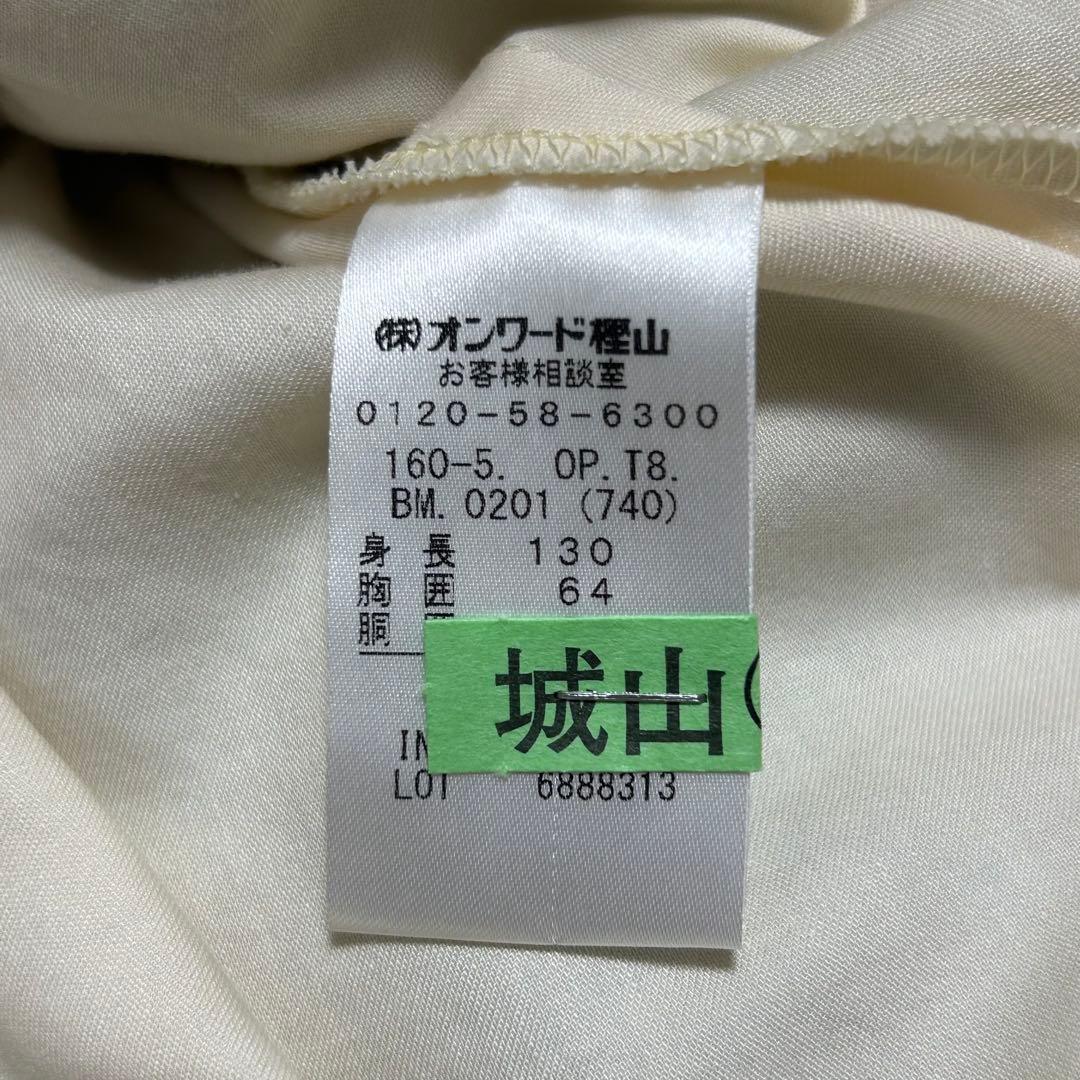 ㈱オンワード樫山
お客様相談室
0120-58-6300
160-5. OP.T8.
BM.0201 (740)
身長 130
胸囲 64
胴
城山
LOT 6888313